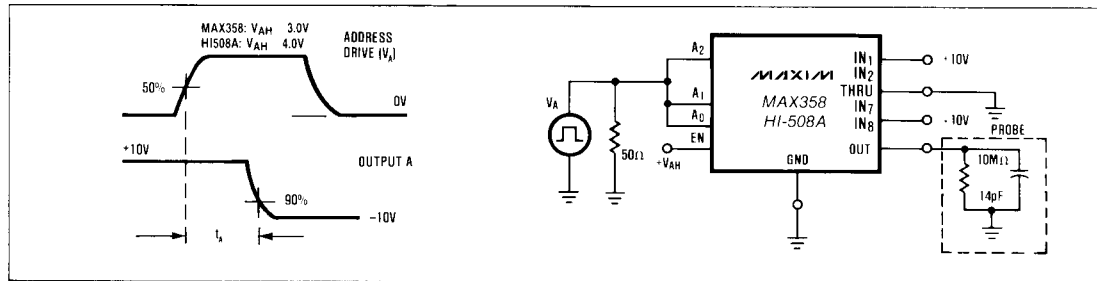 MAX358: VAH 3.0V
HI508A: VAH 4.0V
ADDRESS
DRIVE (VA)
50%
0V
+10V
OUTPUT A
90%
-10V
tA
VA
50Ω
A2
A1
A0
EN
+VAH
MAXIM
MAX358
HI-508A
GND
IN1
IN2
THRU
IN7
IN8
OUT
+10V
-10V
PROBE
10MΩ
14pF